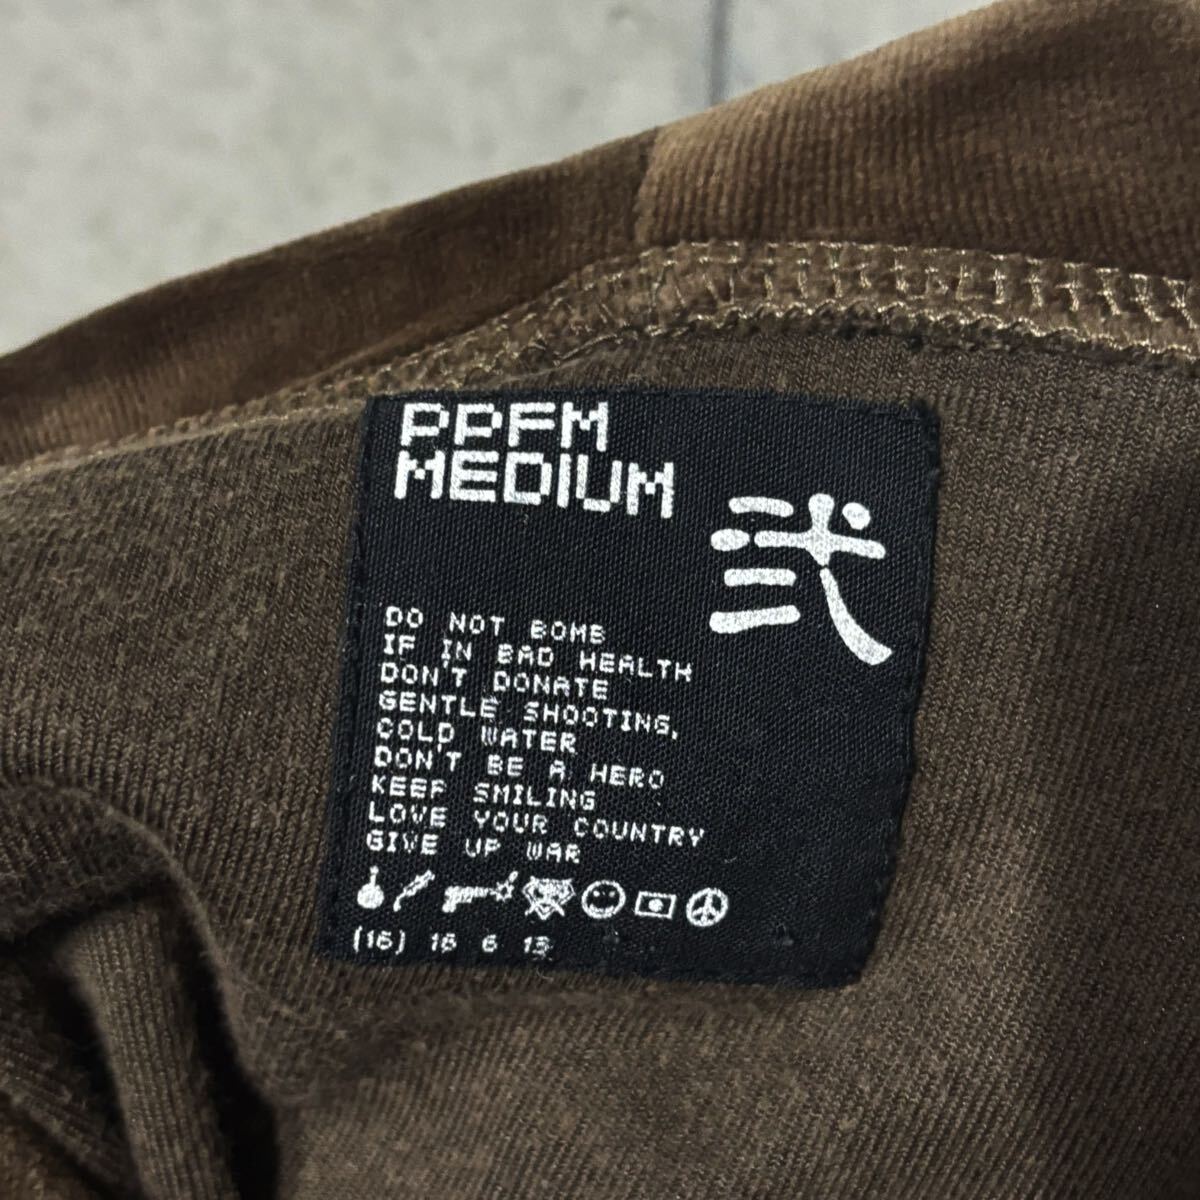 PPFM
MEDIUM
弐
DO NOT BOMB
IF IN BAD HEALTH
DON'T DONATE
GENTLE SHOOTING.
COLD WATER
DON'T BE A HERO
KEEP SMILING
LOVE YOUR COUNTRY
GIVE UP WAR
(16) 16 6 13